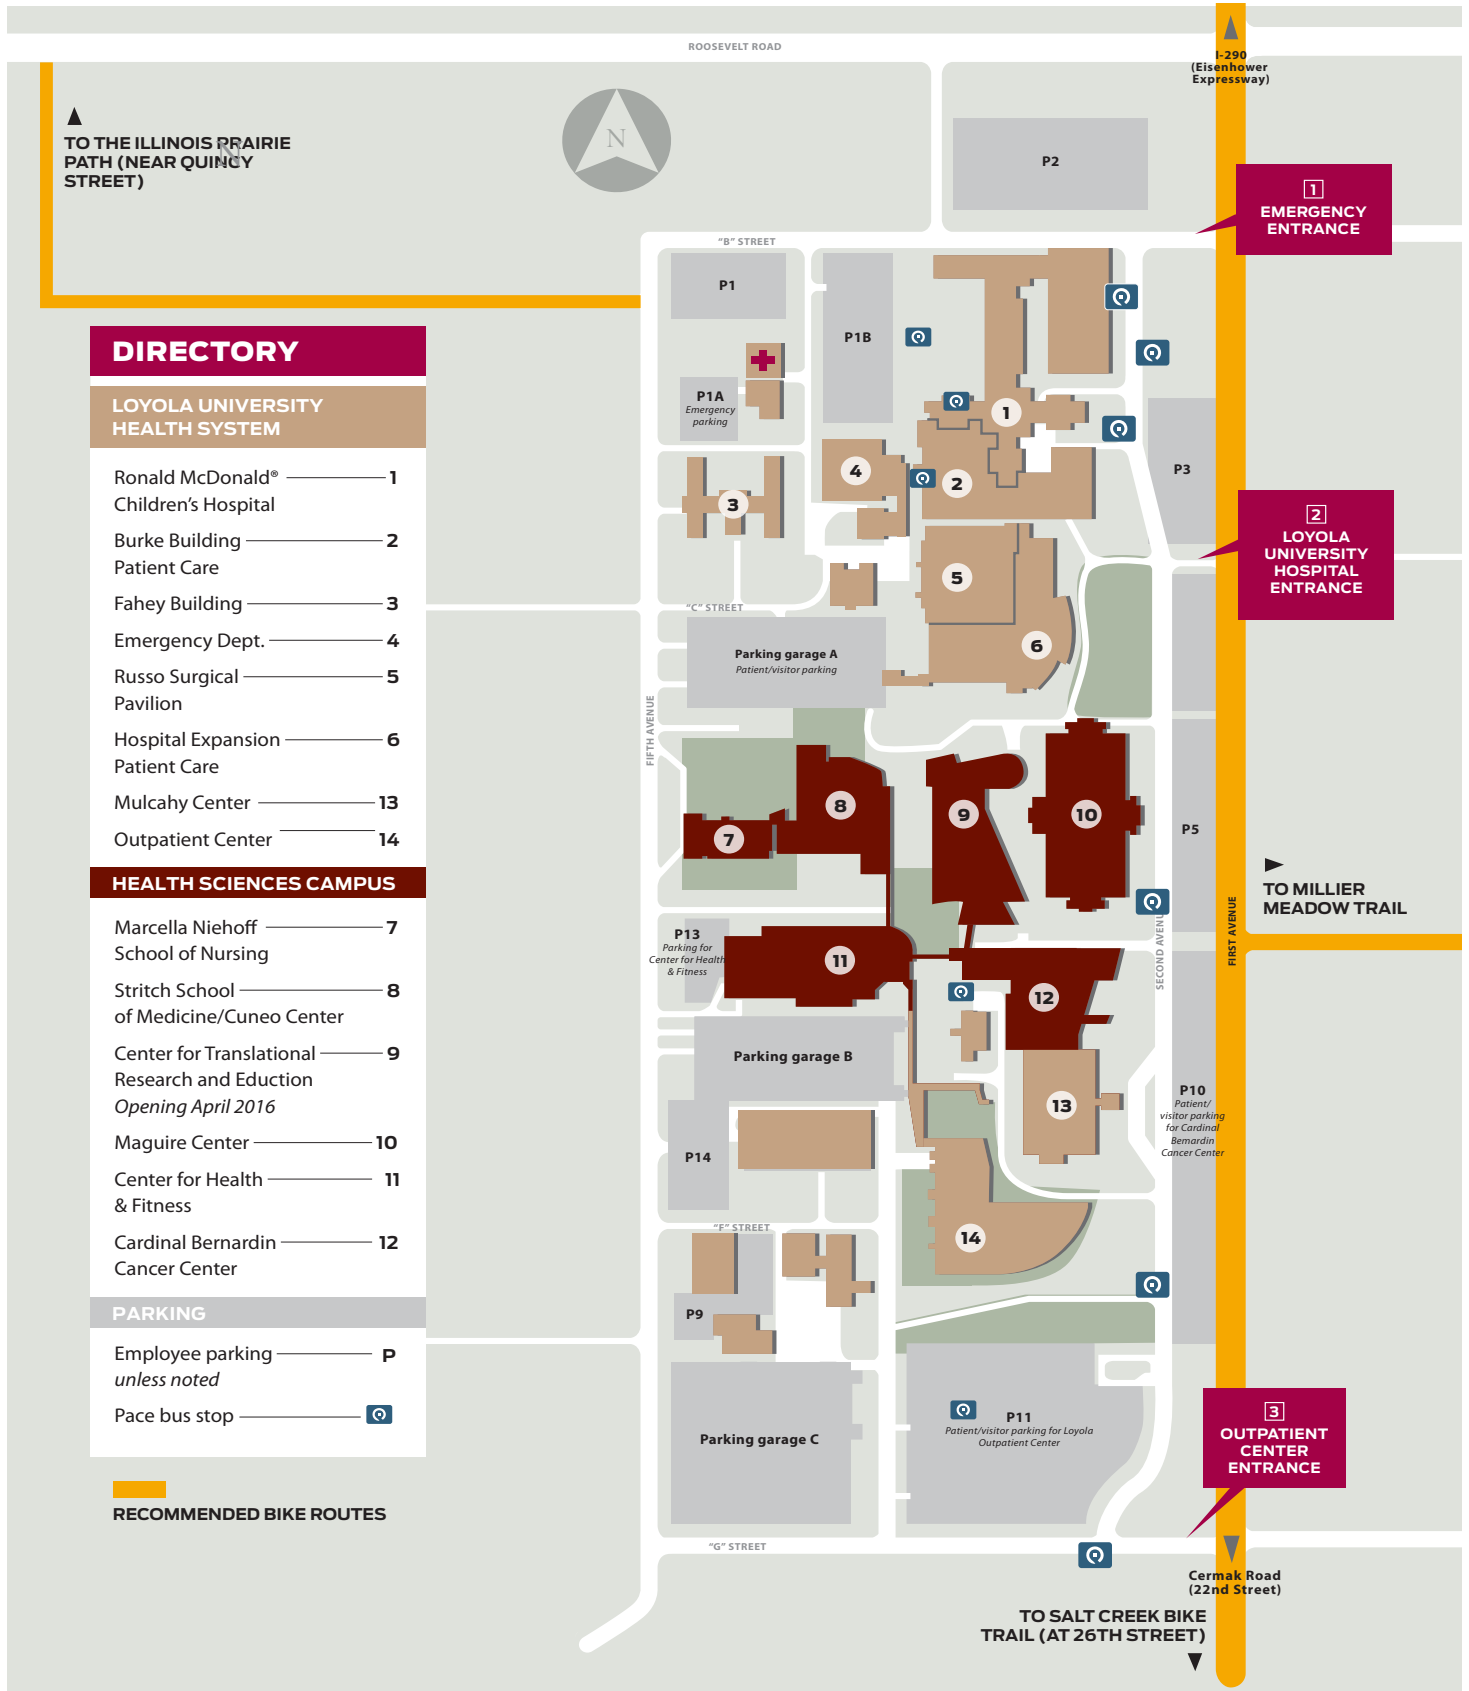 ROOSEVELT ROAD
I-290
(Eisenhower
Expressway)
TO THE ILLINOIS PRAIRIE
PATH (NEAR QUINCY
STREET)
N
N
P2
1
EMERGENCY
ENTRANCE
"B" STREET
P1
P1B
P1A
Emergency
parking
1
2
3
4
5
6
P3
2
LOYOLA
UNIVERSITY
HOSPITAL
ENTRANCE
"C" STREET
Parking garage A
Patient/visitor parking
FIFTH AVENUE
7
8
9
10
P5
TO MILLIER
MEADOW TRAIL
FIRST AVENUE
SECOND AVENU
P13
Parking for
Center for Health
& Fitness
11
12
Parking garage B
13
P10
Patient/
visitor parking
for Cardinal
Bemardin
Cancer Center
P14
"F" STREET
14
P9
Parking garage C
P11
Patient/visitor parking for Loyola
Outpatient Center
3
OUTPATIENT
CENTER
ENTRANCE
"G" STREET
Cermak Road
(22nd Street)
TO SALT CREEK BIKE
TRAIL (AT 26TH STREET)
DIRECTORY
LOYOLA UNIVERSITY
HEALTH SYSTEM
Ronald McDonald® 1
Children's Hospital
Burke Building 2
Patient Care
Fahey Building 3
Emergency Dept. 4
Russo Surgical 5
Pavilion
Hospital Expansion 6
Patient Care
Mulcahy Center 13
Outpatient Center 14
HEALTH SCIENCES CAMPUS
Marcella Niehoff 7
School of Nursing
Stritch School 8
of Medicine/Cuneo Center
Center for Translational 9
Research and Eduction
Opening April 2016
Maguire Center 10
Center for Health 11
& Fitness
Cardinal Bernardin 12
Cancer Center
PARKING
Employee parking P
unless noted
Pace bus stop
RECOMMENDED BIKE ROUTES